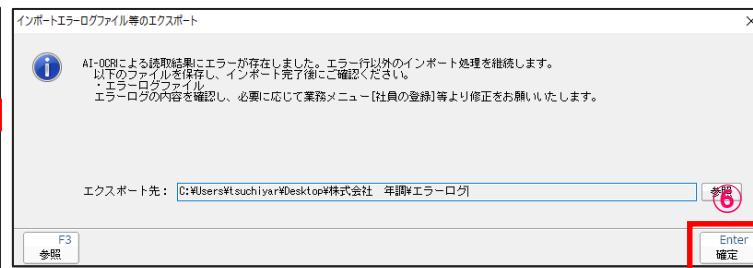 インポートエラーログファイル等のエクスポート
AI-OCRによる読取結果にエラーが存在しました。エラー行以外のインポート処理を継続します。
以下のファイルを保存し、インポート完了後にご確認ください。
・エラーログファイル
エラーログの内容を確認し、必要に応じて業務メニュー[社員の登録]等より修正をお願いいたします。
エクスポート先： C:¥Users¥tsuchiyar¥Desktop¥株式会社　年調¥エラーログ
参照
⑥
F3
参照
Enter
確定